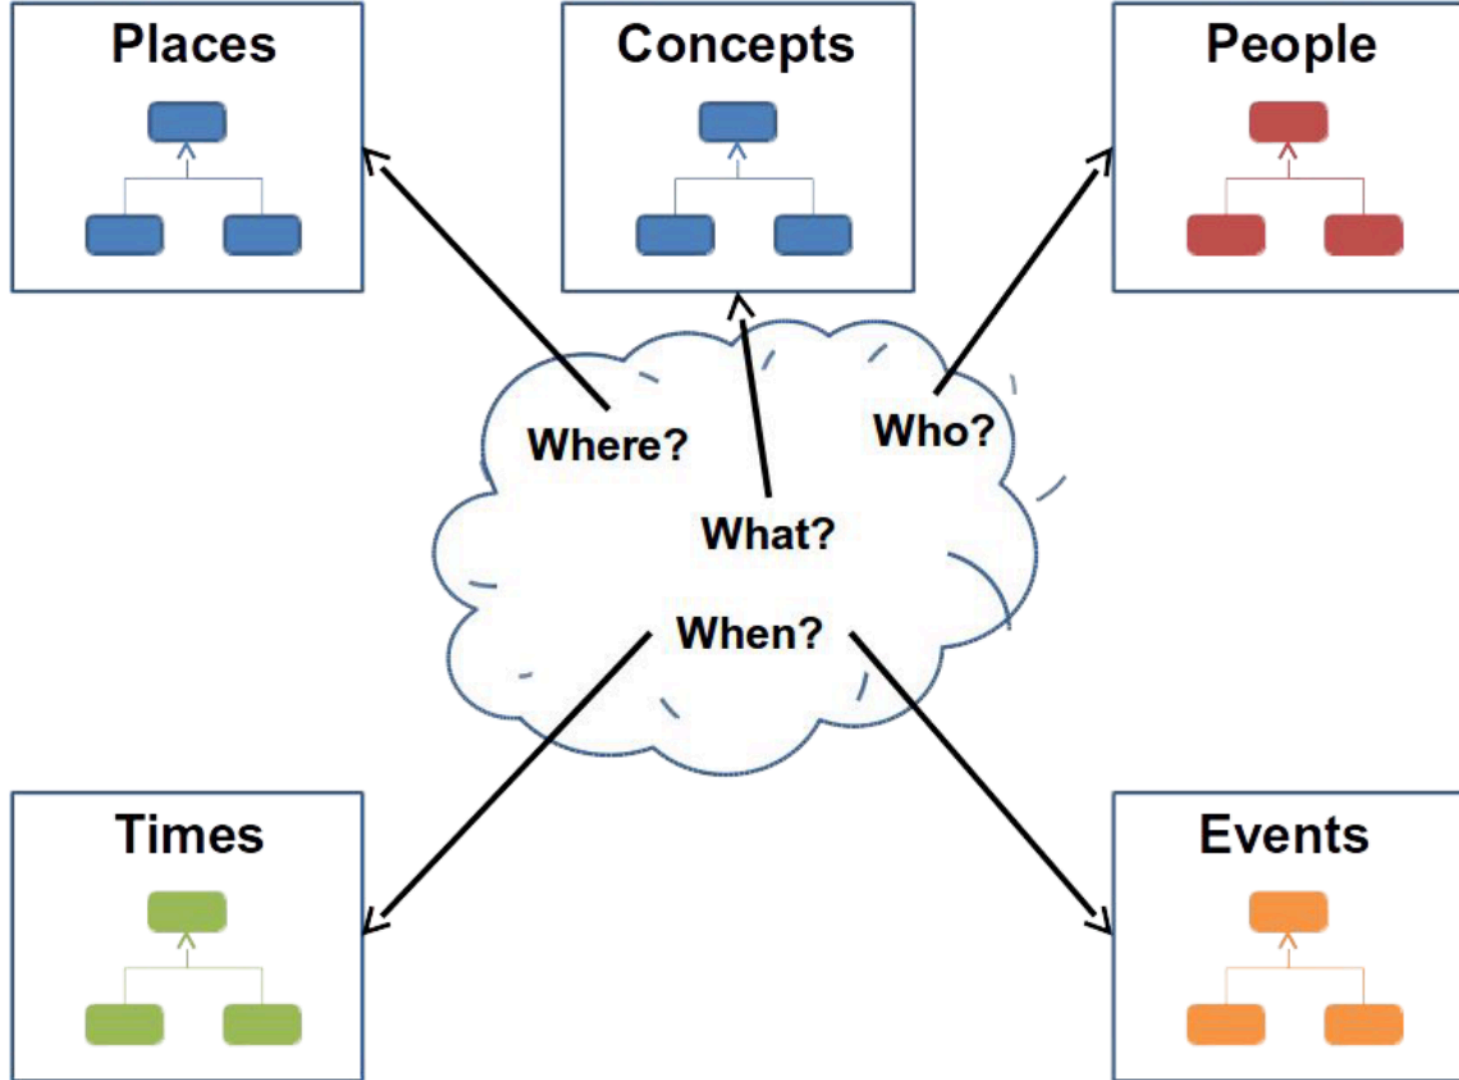 Places
Concepts
People
Where?
Who?
What?
When?
Times
Events